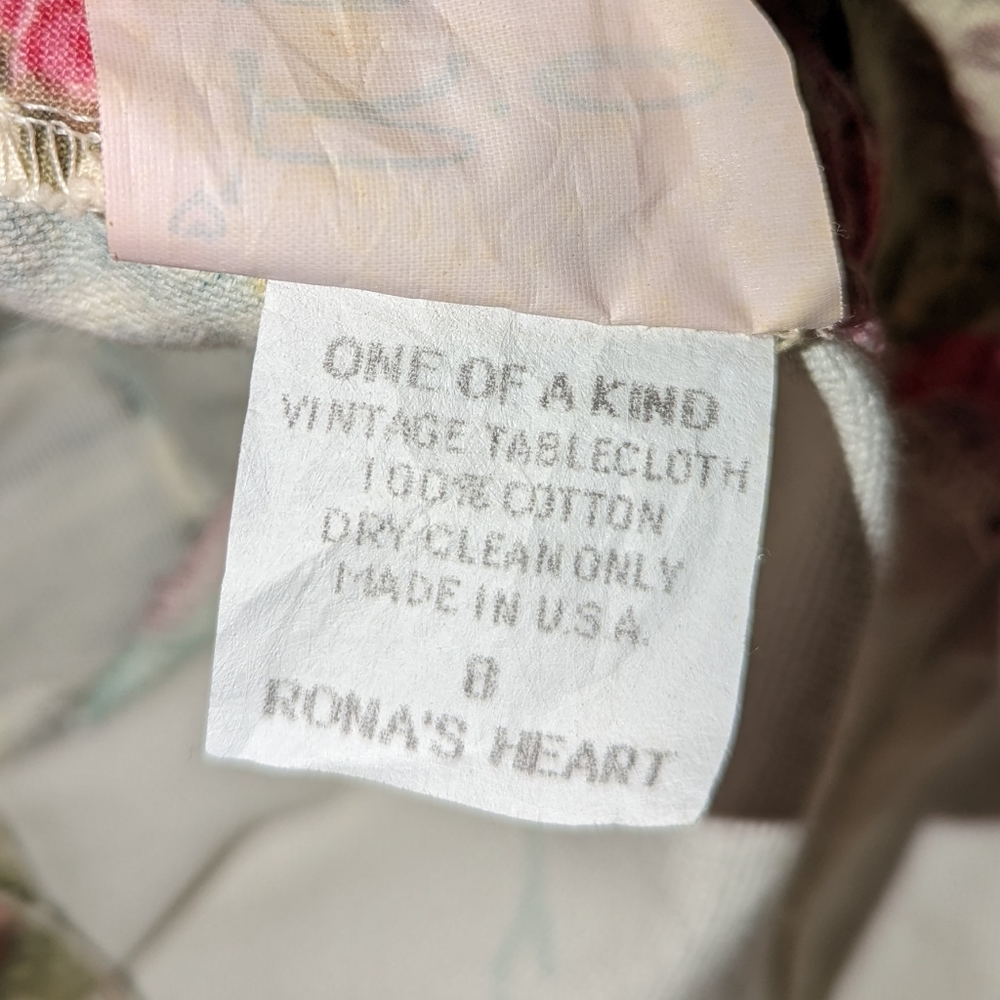 ONE OF A KIND
VINTAGE TABLECLOTH
100% COTTON
DRY CLEAN ONLY
MADE IN U.S.A.
8
RONA'S HEART